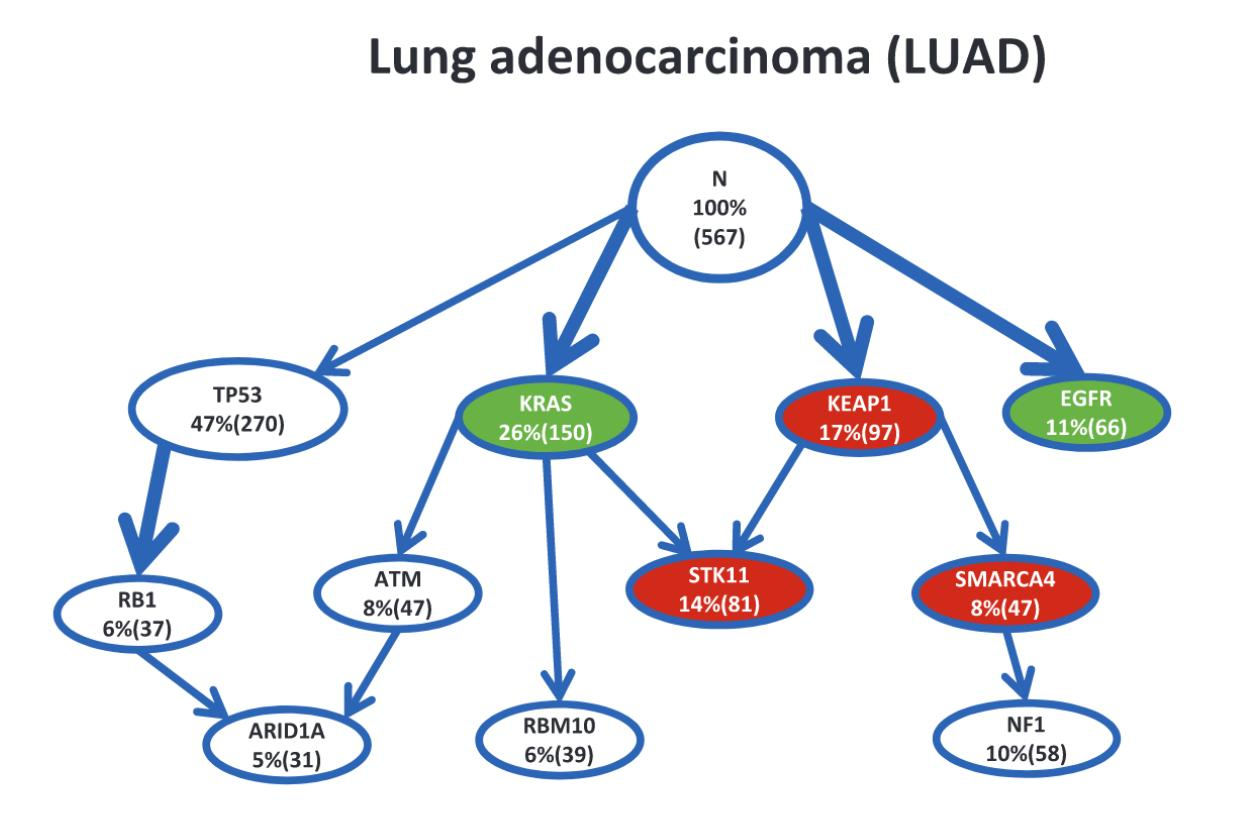 Lung adenocarcinoma (LUAD)
N
100%
(567)
TP53
47%(270)
KRAS
26%(150)
KEAP1
17%(97)
EGFR
11%(66)
RB1
6%(37)
ATM
8%(47)
STK11
14%(81)
SMARCA4
8%(47)
ARID1A
5%(31)
RBM10
6%(39)
NF1
10%(58)